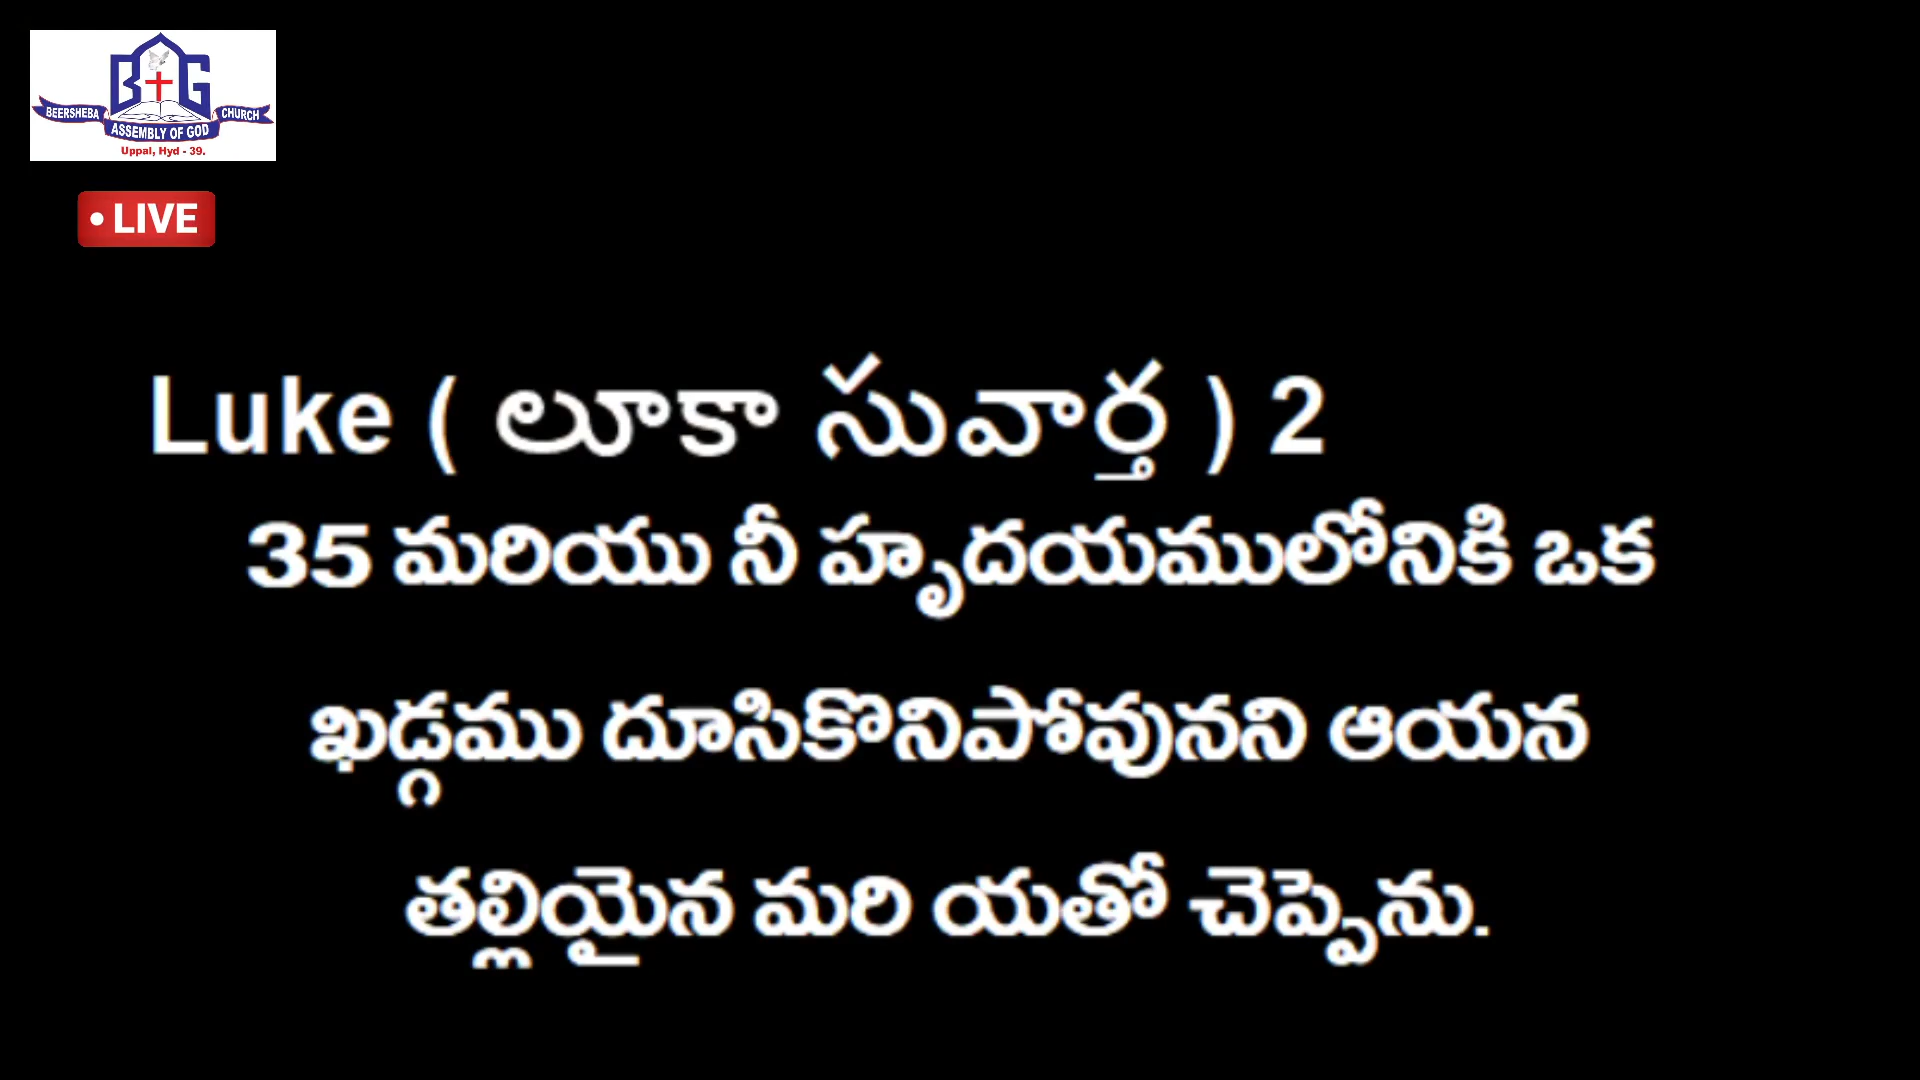 B G
BEERSHEBA CHURCH
ASSEMBLY OF GOD
Uppal, Hyd - 39.
• LIVE
Luke ( లూకా సువార్త ) 2
35 మరియు నీ హృదయములోనికి ఒక
ఖడ్గము దూసికొనిపోవునని ఆయన
తల్లియైన మరి యతో చెప్పెను.